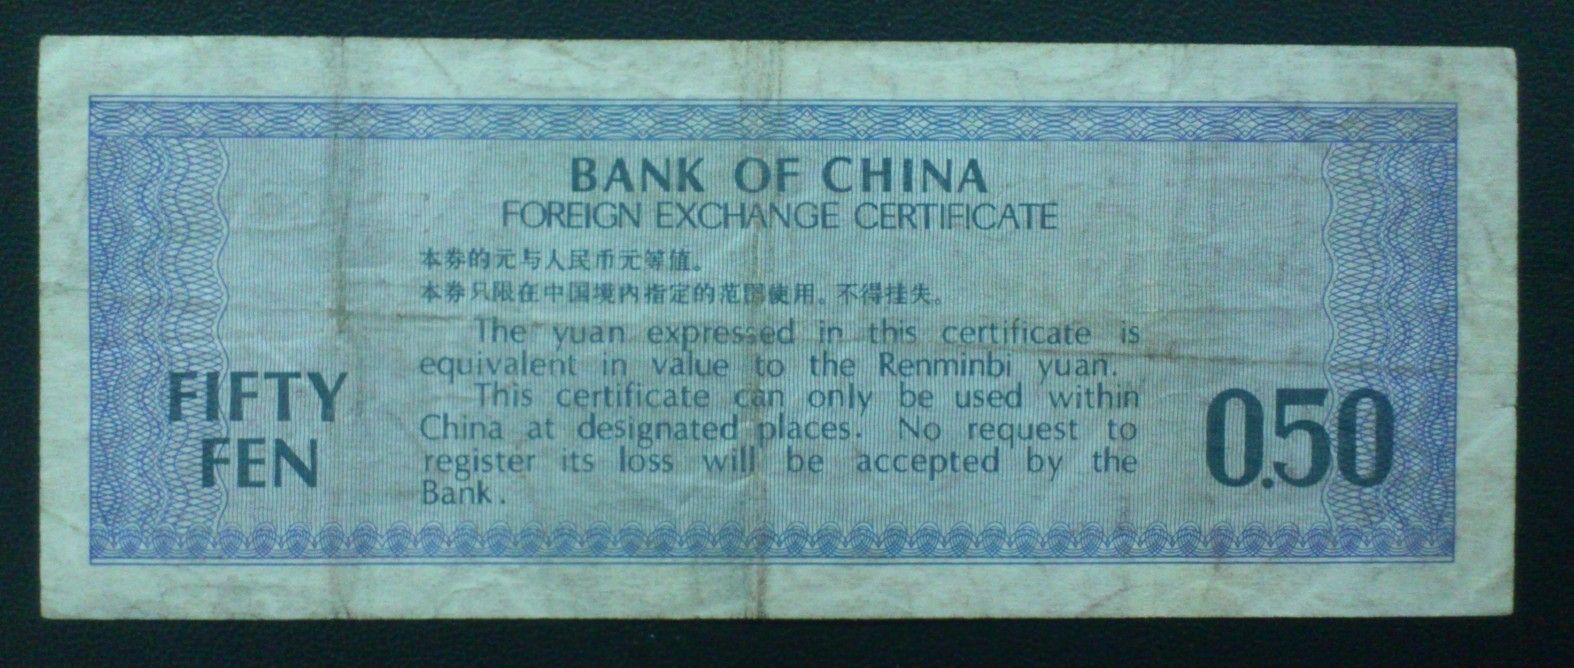 BANK OF CHINA
FOREIGN EXCHANGE CERTIFICATE
本券的元与人民币元等值。
本券只限在中国境内指定的范围使用。不得挂失。
The yuan expressed in this certificate is
equivalent in value to the Renminbi yuan.
This certificate can only be used within
China at designated places. No request to
register its loss will be accepted by the
Bank.
FIFTY
FEN
0.50